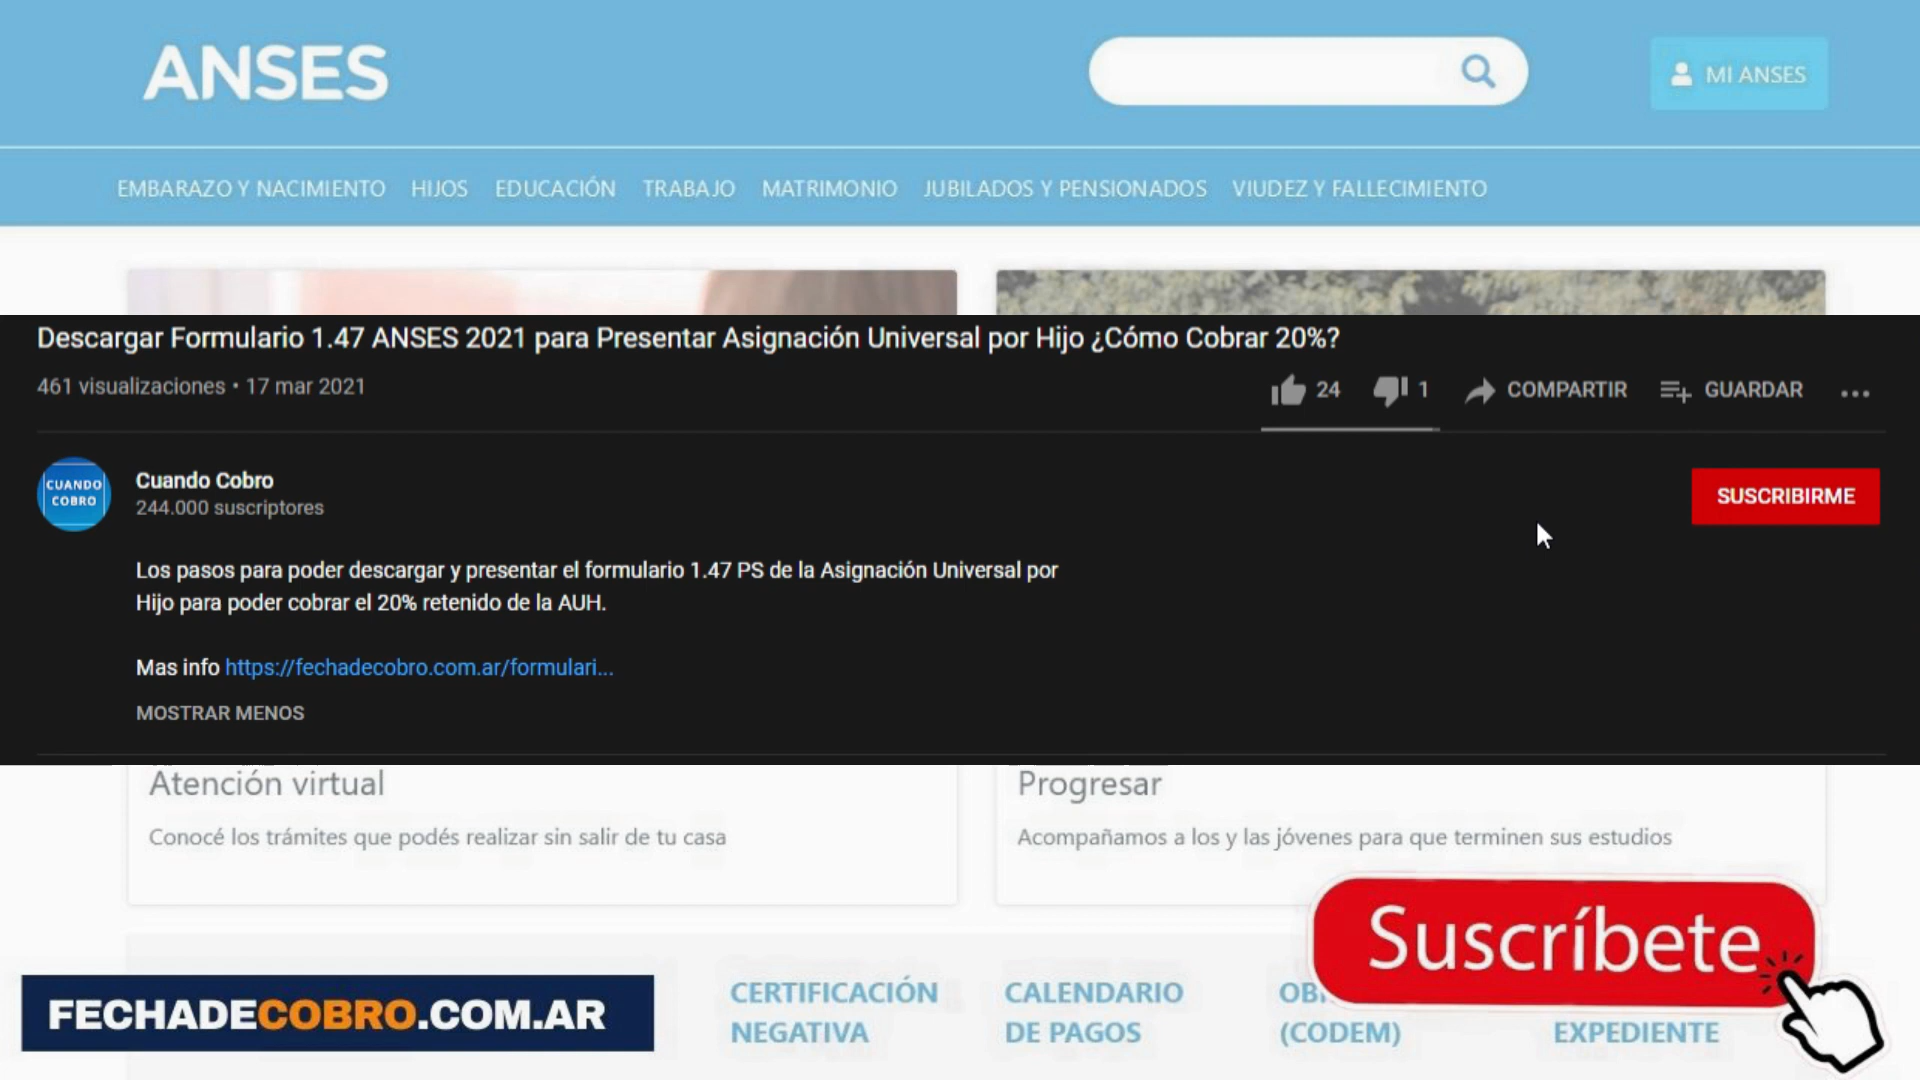 ANSES
MI ANSES
EMBARAZO Y NACIMIENTO HIJOS EDUCACIÓN TRABAJO MATRIMONIO JUBILADOS Y PENSIONADOS VIUDEZ Y FALLECIMIENTO
Descargar Formulario 1.47 ANSES 2021 para Presentar Asignación Universal por Hijo ¿Cómo Cobrar 20%?
461 visualizaciones • 17 mar 2021
24 1 COMPARTIR GUARDAR
CUANDO
COBRO
Cuando Cobro
244.000 suscriptores
SUSCRIBIRME
Los pasos para poder descargar y presentar el formulario 1.47 PS de la Asignación Universal por
Hijo para poder cobrar el 20% retenido de la AUH.
Mas info https://fechadecobro.com.ar/formulari...
MOSTRAR MENOS
Atención virtual
Conocé los trámites que podés realizar sin salir de tu casa
Progresar
Acompañamos a los y las jóvenes para que terminen sus estudios
Suscríbete
FECHADECOBRO.COM.AR
CERTIFICACIÓN
NEGATIVA
CALENDARIO
DE PAGOS
(CODEM)
EXPEDIENTE